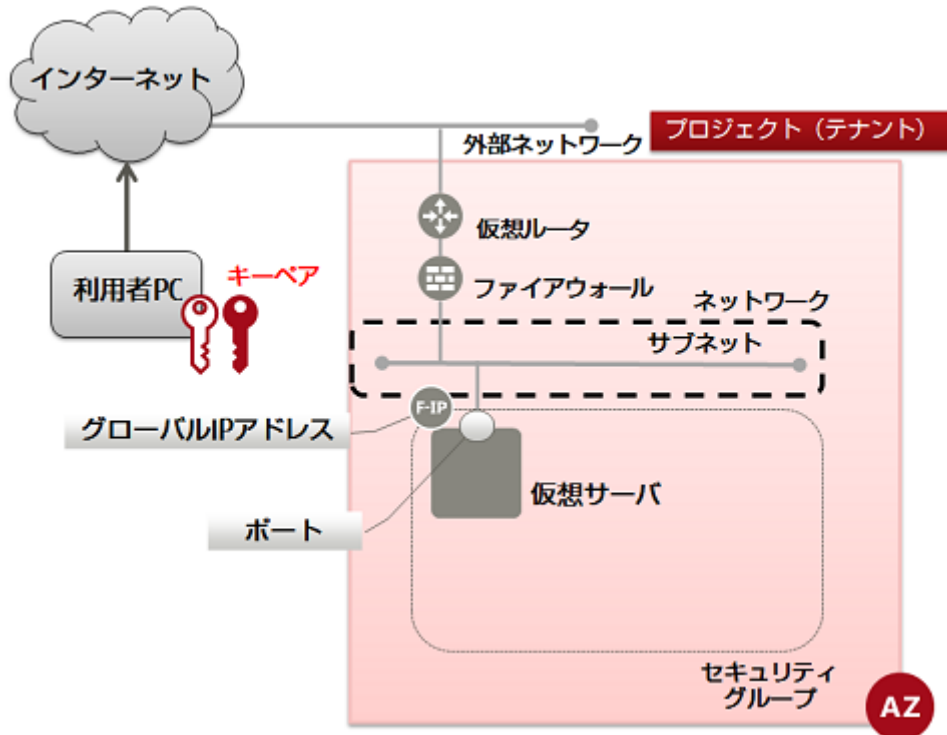 インターネット
外部ネットワーク
プロジェクト（テナント）
仮想ルータ
利用者PC
キーペア
ファイアウォール
ネットワーク
サブネット
F-IP
グローバルIPアドレス
仮想サーバ
ポート
セキュリティ
グループ
AZ